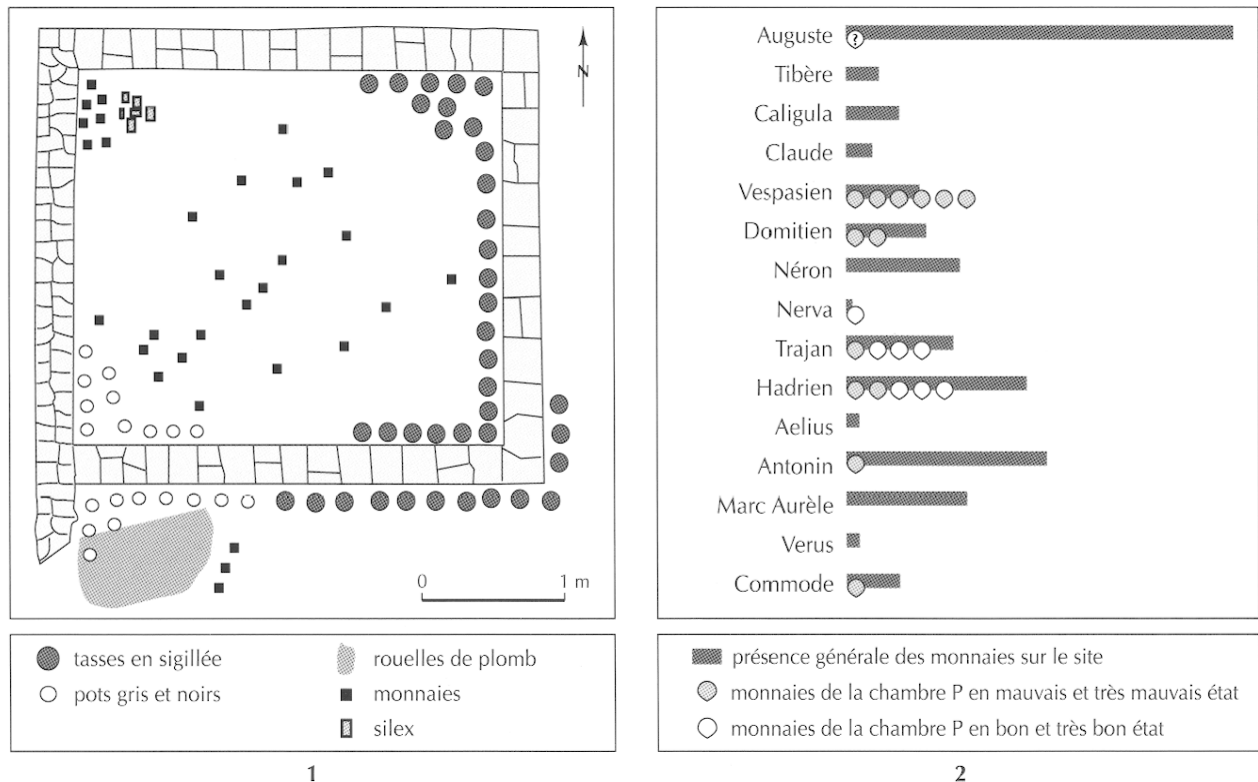 N
0 1 m
tasses en sigillée
pots gris et noirs
rouelles de plomb
monnaies
silex
1
Auguste
?
Tibère
Caligula
Claude
Vespasien
Domitien
Néron
Nerva
Trajan
Hadrien
Aelius
Antonin
Marc Aurèle
Verus
Commode
présence générale des monnaies sur le site
monnaies de la chambre P en mauvais et très mauvais état
monnaies de la chambre P en bon et très bon état
2